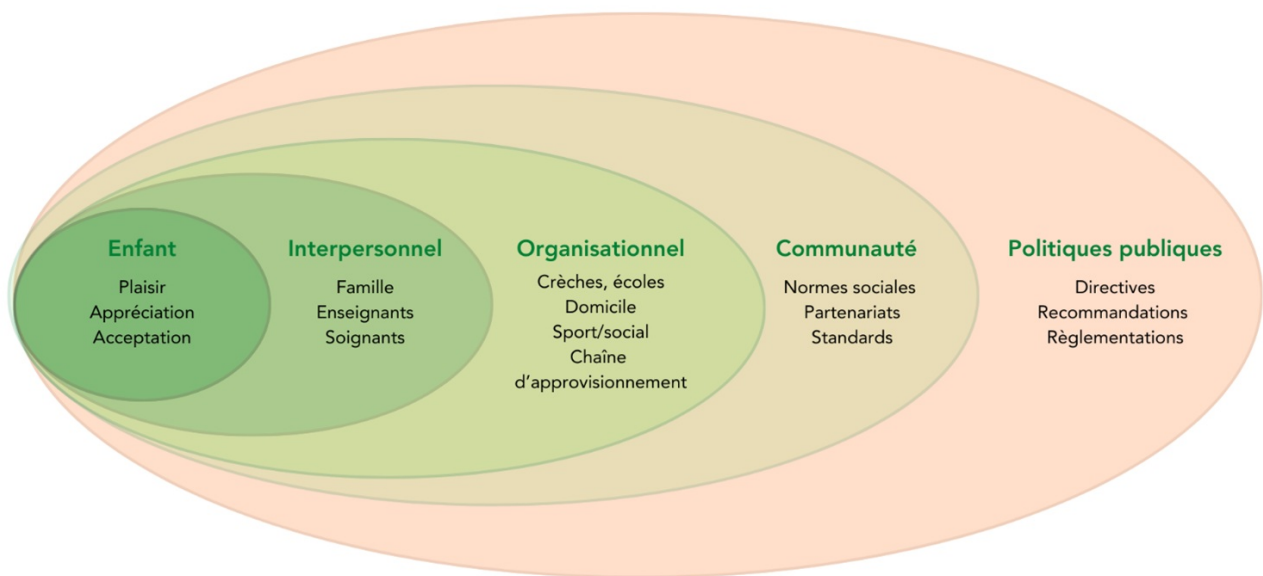 Enfant
Plaisir
Appréciation
Acceptation
Interpersonnel
Famille
Enseignants
Soignants
Organisationnel
Crèches, écoles
Domicile
Sport/social
Chaîne
d'approvisionnement
Communauté
Normes sociales
Partenariats
Standards
Politiques publiques
Directives
Recommandations
Règlementations